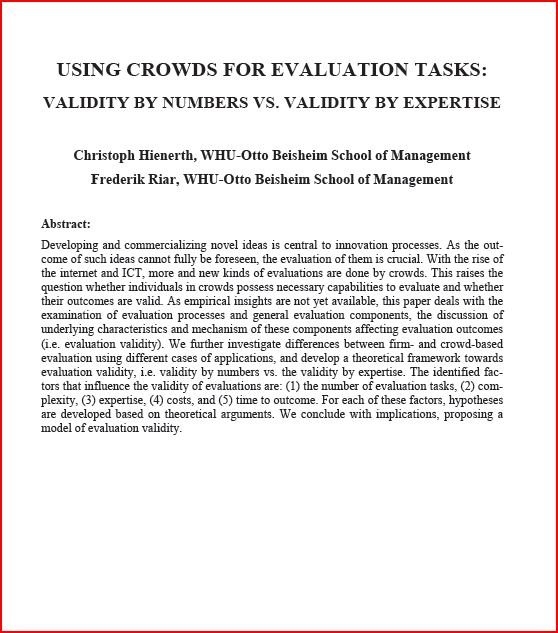 USING CROWDS FOR EVALUATION TASKS:
VALIDITY BY NUMBERS VS. VALIDITY BY EXPERTISE
Christoph Hienerth, WHU-Otto Beisheim School of Management
Frederik Riar, WHU-Otto Beisheim School of Management
Abstract:
Developing and commercializing novel ideas is central to innovation processes. As the out-
come of such ideas cannot fully be foreseen, the evaluation of them is crucial. With the rise
of the internet and ICT, more and new kinds of evaluations are done by crowds. This raises the
question whether individuals in crowds possess necessary capabilities to evaluate and whether
their outcomes are valid. As empirical insights are not yet available, this paper deals with the
examination of evaluation processes and general evaluation components, the discussion of
underlying characteristics and mechanism of these components affecting evaluation outcomes
(i.e. evaluation validity). We further investigate differences between firm- and crowd-based
evaluation using different cases of applications, and develop a theoretical framework towards
evaluation validity, i.e. validity by numbers vs. the validity by expertise. The identified fac-
tors that influence the validity of evaluations are: (1) the number of evaluation tasks, (2) com-
plexity, (3) expertise, (4) costs, and (5) time to outcome. For each of these factors, hypotheses
are developed based on theoretical arguments. We conclude with implications, proposing a
model of evaluation validity.